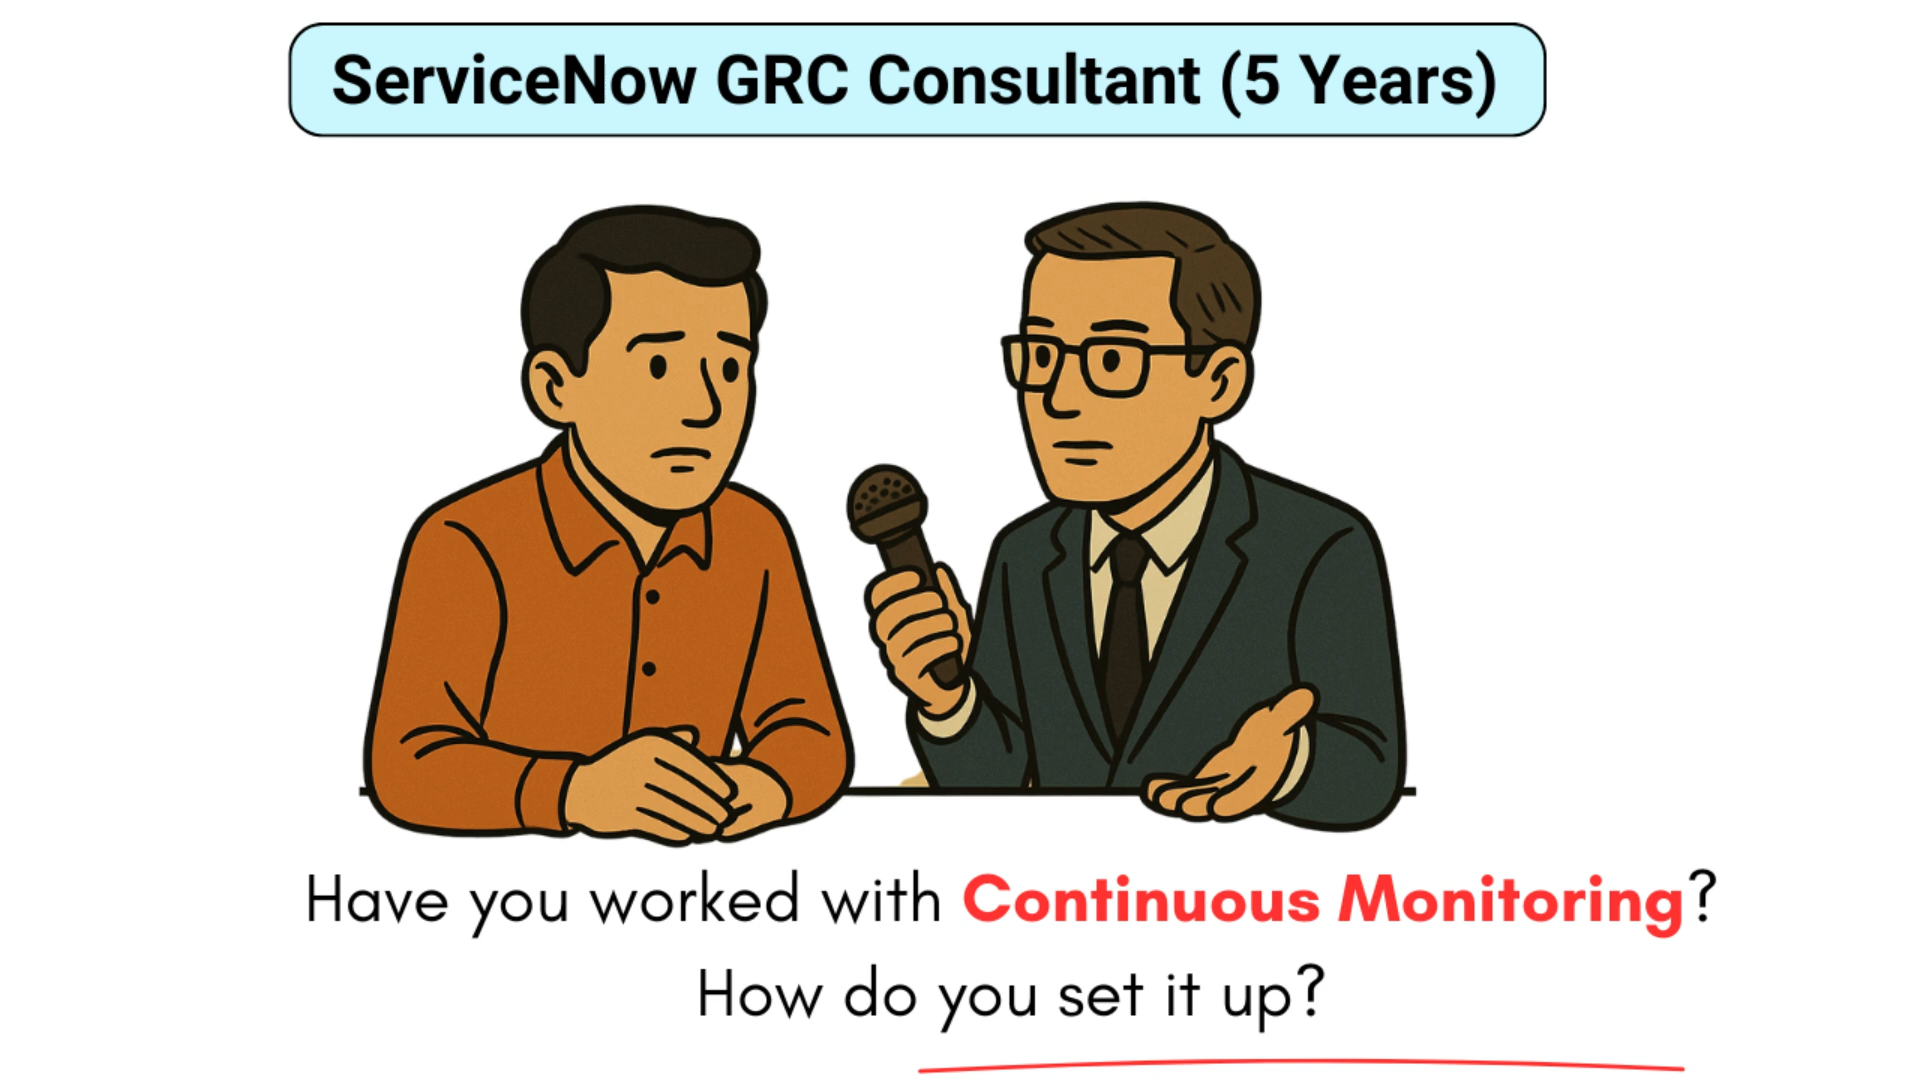 ServiceNow GRC Consultant (5 Years)
Have you worked with Continuous Monitoring?
How do you set it up?